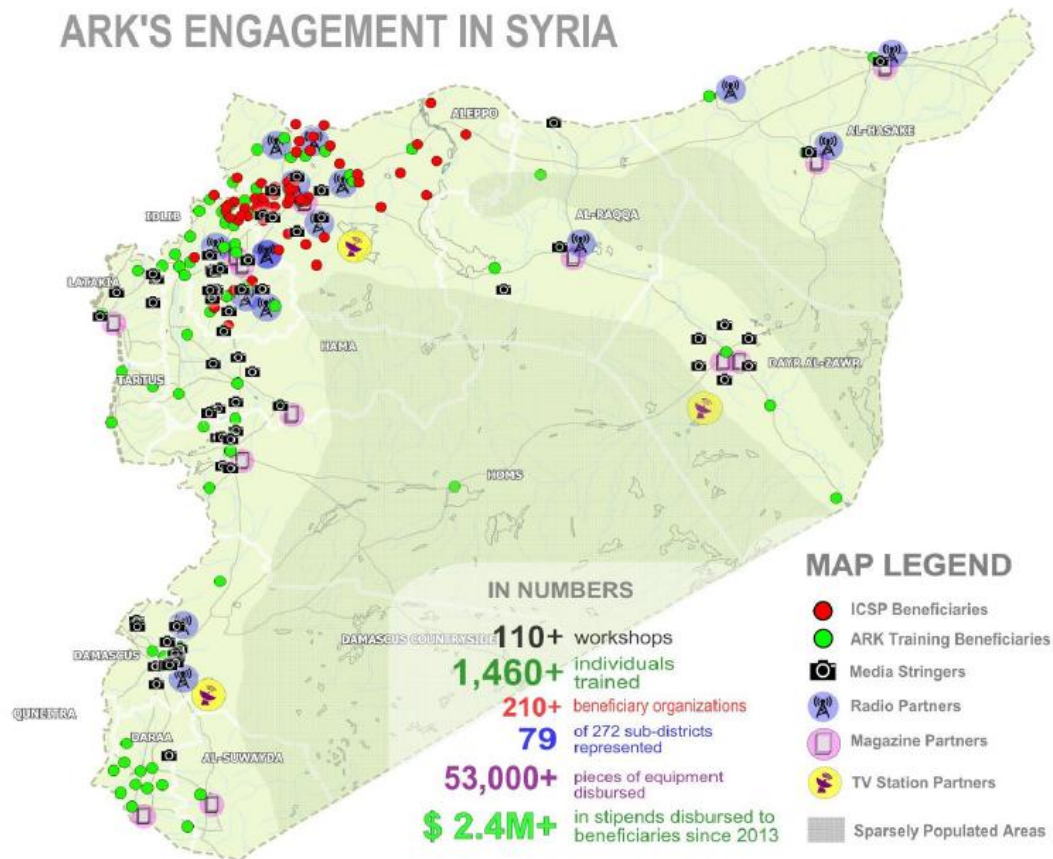 ARK'S ENGAGEMENT IN SYRIA
ALEPPO
AL-HASAKE
IDLIB
AL-RAQQA
LATAKIA
HAMA
DAYR AL-ZAWR
TARTUS
HOMS
DAMASCUS COUNTRYSIDE
DAMASCUS
QUNEITRA
DARAA
AL-SUWAYDA
IN NUMBERS
110+ workshops
1,460+ individuals
trained
210+ beneficiary organizations
79 of 272 sub-districts
represented
53,000+ pieces of equipment
disbursed
$ 2.4M+ in stipends disbursed to
beneficiaries since 2013
MAP LEGEND
ICSP Beneficiaries
ARK Training Beneficiaries
Media Stringers
Radio Partners
Magazine Partners
TV Station Partners
Sparsely Populated Areas